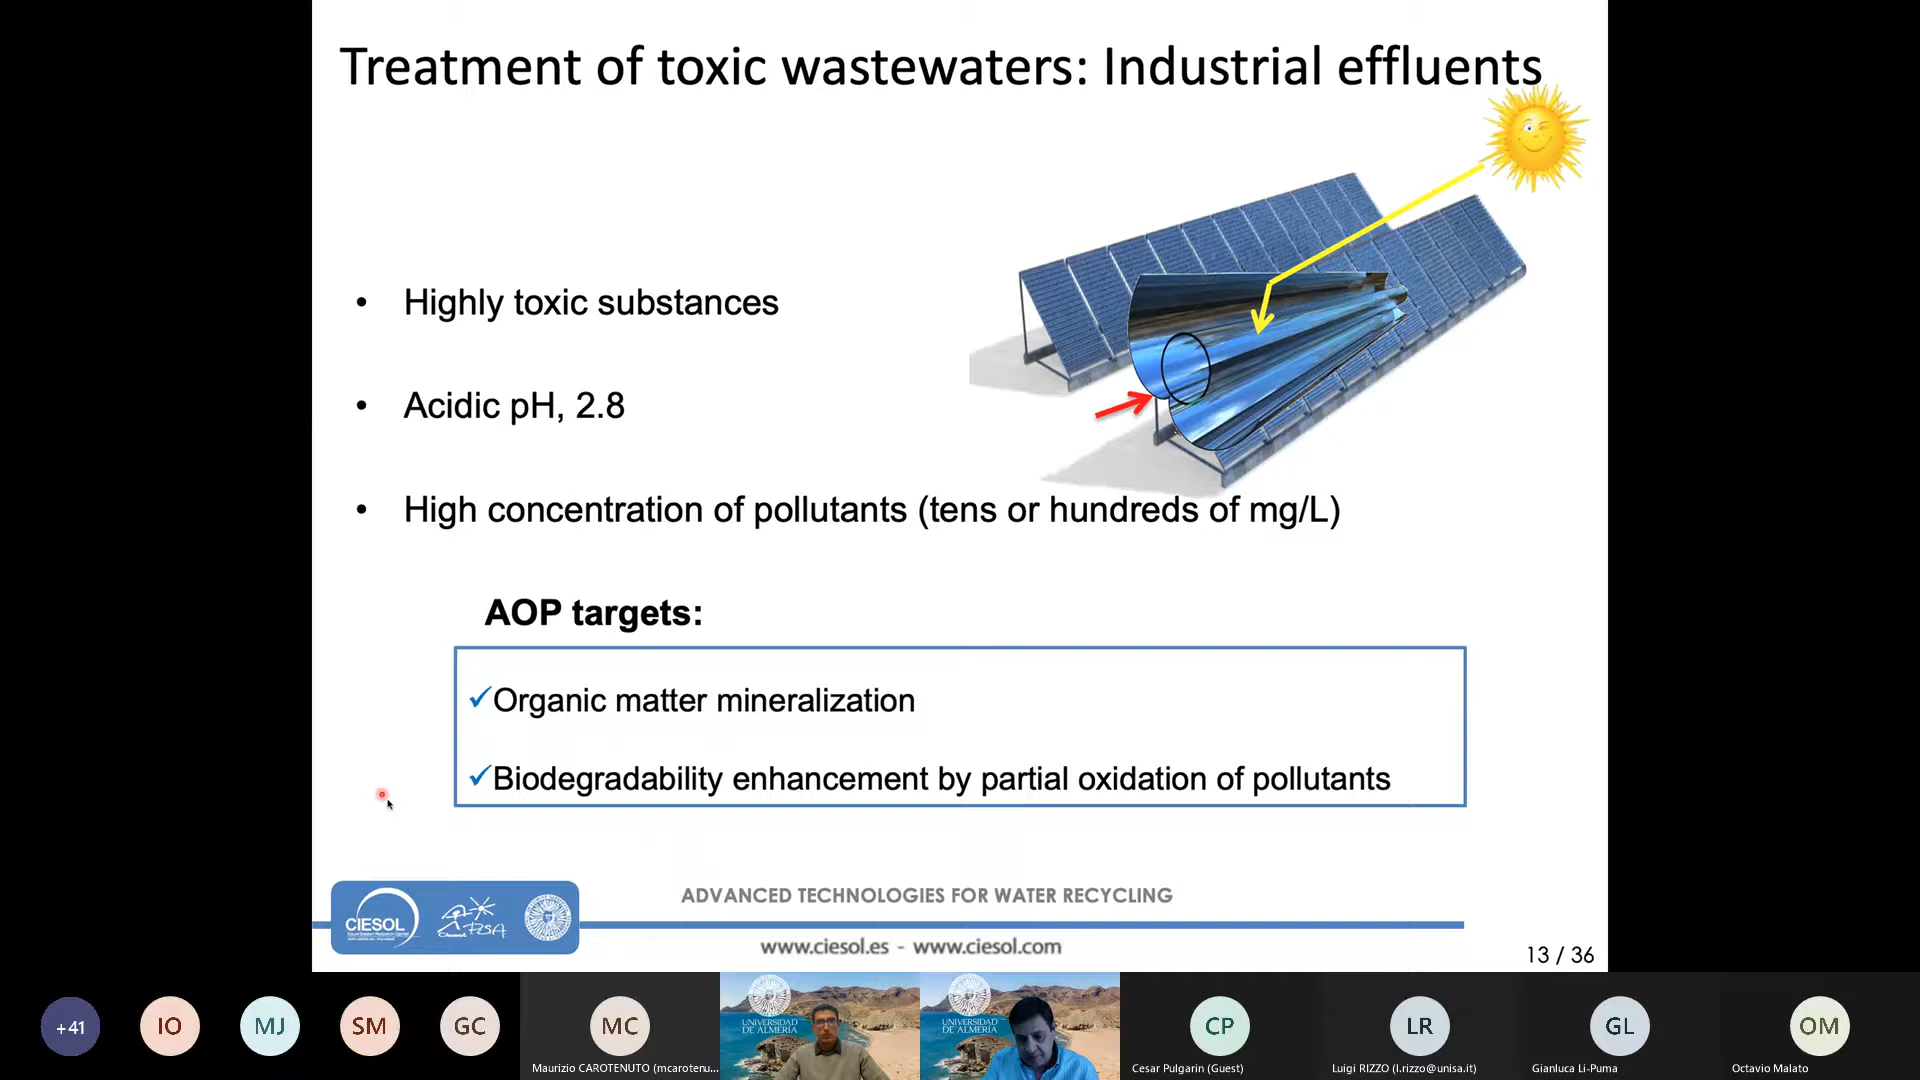 Treatment of toxic wastewaters: Industrial effluents
• Highly toxic substances
• Acidic pH, 2.8
• High concentration of pollutants (tens or hundreds of mg/L)
AOP targets:
✓Organic matter mineralization
✓Biodegradability enhancement by partial oxidation of pollutants
CIESOL
PSA
ADVANCED TECHNOLOGIES FOR WATER RECYCLING
www.ciesol.es - www.ciesol.com
13 / 36
+41
IO
MJ
SM
GC
MC
Maurizio CAROTENUTO (mcarotenu...
UNIVERSIDAD
DE ALMERÍA
UNIVERSIDAD
DE ALMERÍA
CP
Cesar Pulgarin (Guest)
LR
Luigi RIZZO (l.rizzo@unisa.it)
GL
Gianluca Li-Puma
OM
Octavio Malato